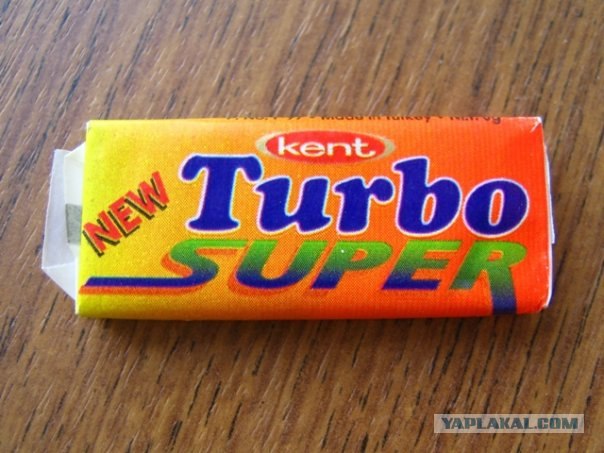 Made in Turkey
kent
NEW
Turbo
SUPER
YAPLAKAL.COM